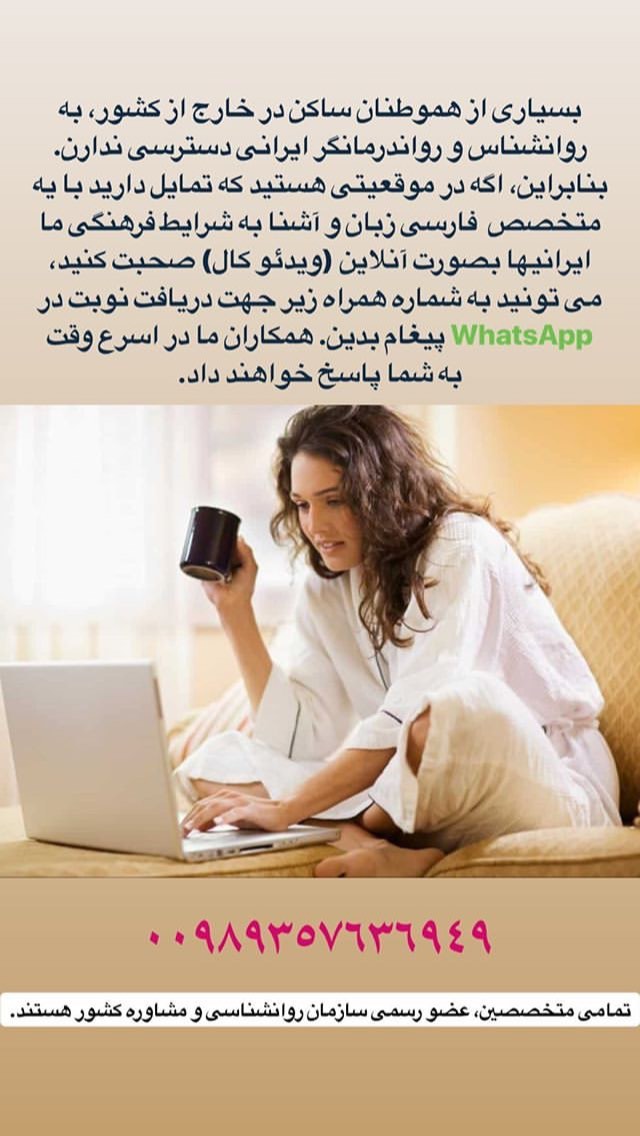 بسیاری از هموطنان ساکن در خارج از کشور، به
روانشناس و رواندرمانگر ایرانی دسترسی ندارن.
بنابراین، اگه در موقعیتی هستید که تمایل دارید با یه
متخصص فارسی زبان و آشنا به شرایط فرهنگی ما
ایرانیها بصورت آنلاین (ویدئو کال) صحبت کنید،
می تونید به شماره همراه زیر جهت دریافت نوبت در
WhatsApp پیغام بدین. همکاران ما در اسرع وقت
به شما پاسخ خواهند داد.
٠٠٩٨٩٣٥٧٦٣٦٩٤٩
تمامی متخصصین، عضو رسمی سازمان روانشناسی و مشاوره کشور هستند.